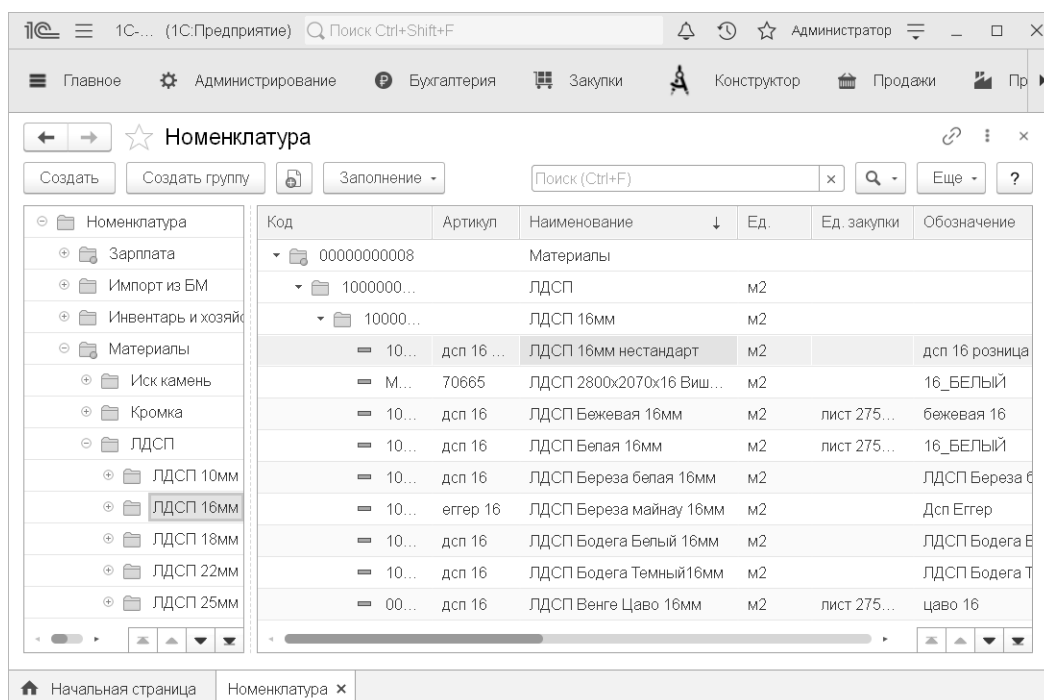 1С-... (1С:Предприятие) Поиск Ctrl+Shift+F Администратор
Главное Администрирование Бухгалтерия Закупки Конструктор Продажи Пр
Номенклатура
Создать Создать группу Заполнение Поиск (Ctrl+F) × Еще ?
Номенклатура Код Артикул Наименование ↓ Ед. Ед. закупки Обозначение
Зарплата 00000000008 Материалы
Импорт из БМ 1000000... ЛДСП м2
Инвентарь и хозяйс 10000... ЛДСП 16мм м2
Материалы 10... дсп 16 ... ЛДСП 16мм нестандарт м2 дсп 16 розница
Иск камень М... 70665 ЛДСП 2800х2070х16 Виш... м2 16_БЕЛЫЙ
Кромка 10... дсп 16 ЛДСП Бежевая 16мм м2 лист 275... бежевая 16
ЛДСП 10... дсп 16 ЛДСП Белая 16мм м2 лист 275... 16_БЕЛЫЙ
ЛДСП 10мм 10... дсп 16 ЛДСП Береза белая 16мм м2 ЛДСП Береза б
ЛДСП 16мм 10... еггер 16 ЛДСП Береза майнау 16мм м2 Дсп Еггер
ЛДСП 18мм 10... дсп 16 ЛДСП Бодега Белый 16мм м2 ЛДСП Бодега Б
ЛДСП 22мм 10... дсп 16 ЛДСП Бодега Темный16мм м2 ЛДСП Бодега Т
ЛДСП 25мм 00... дсп 16 ЛДСП Венге Цаво 16мм м2 лист 275... цаво 16
Начальная страница Номенклатура ×